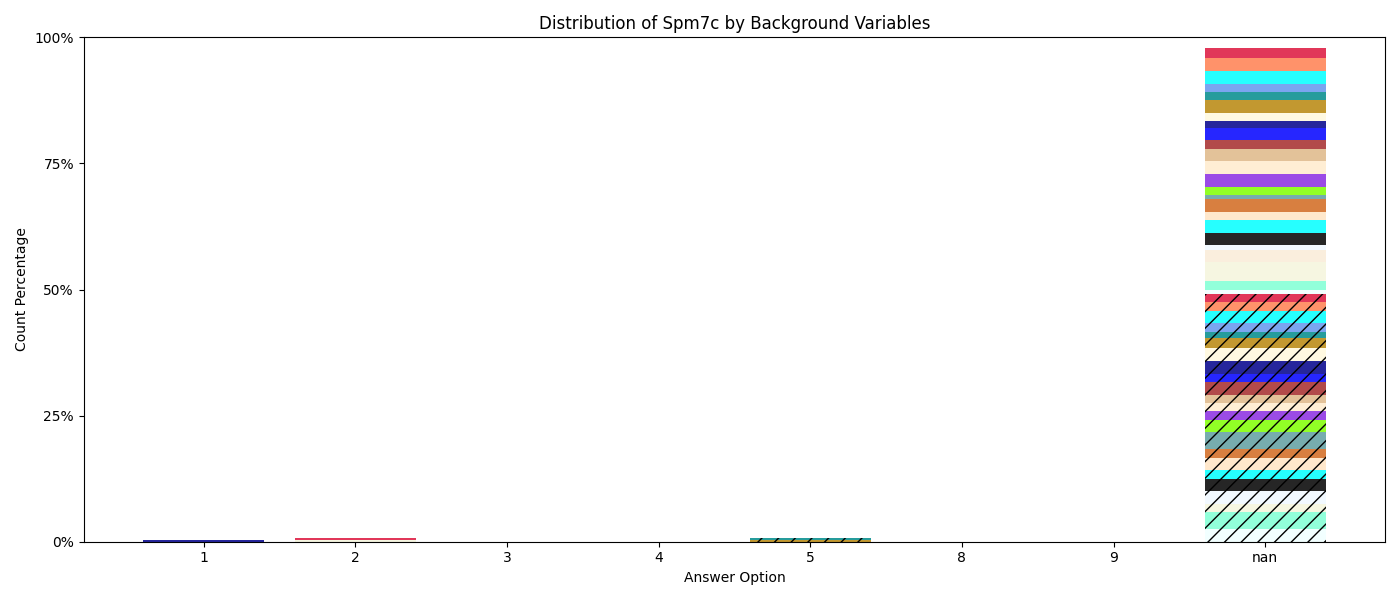 Distribution of Spm7c by Background Variables
100%
75%
50%
25%
0%
Count Percentage
1 2 3 4 5 8 9 nan
Answer Option